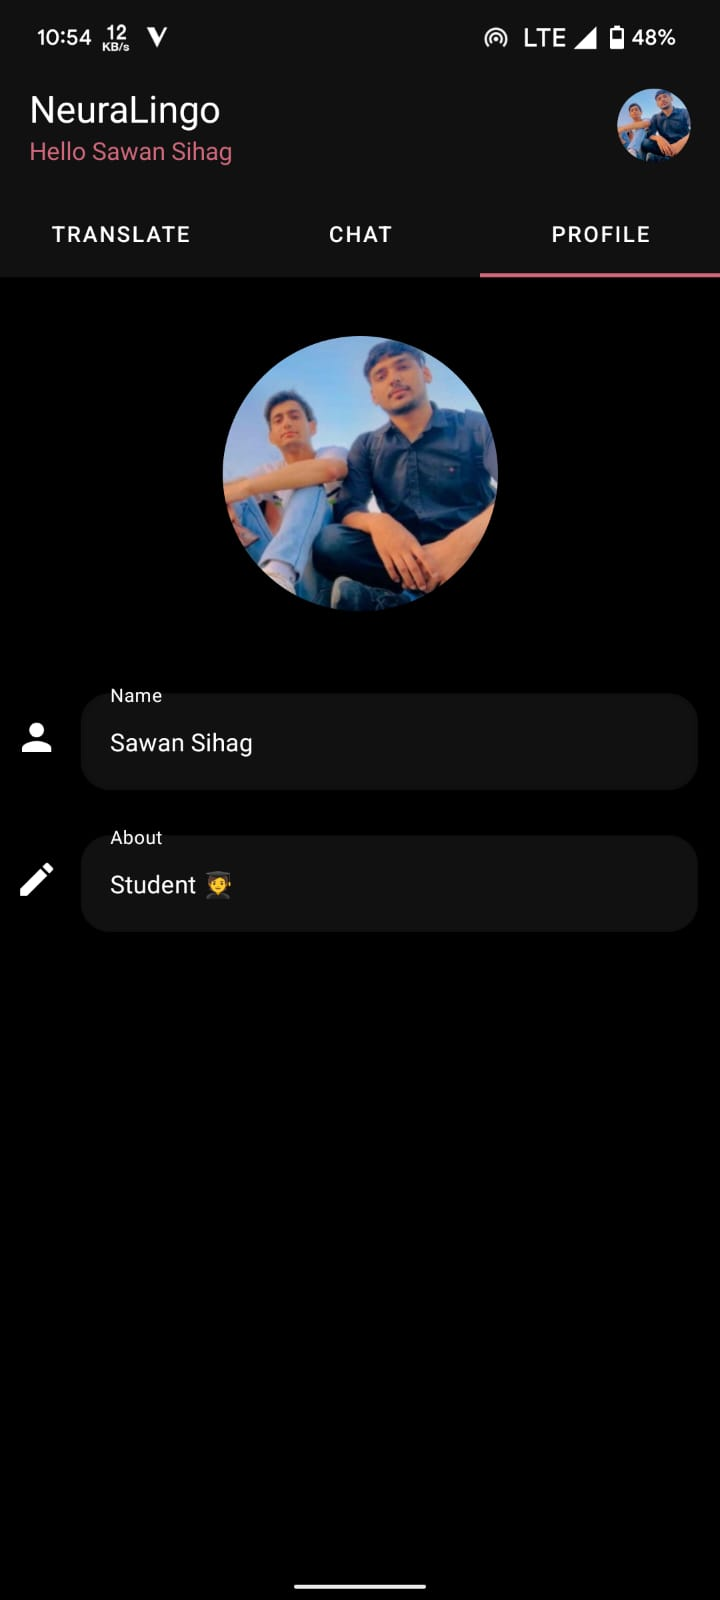 10:54 12 KB/s LTE 48%
NeuraLingo
Hello Sawan Sihag
TRANSLATE CHAT PROFILE
Name
Sawan Sihag
About
Student 🧑‍🎓